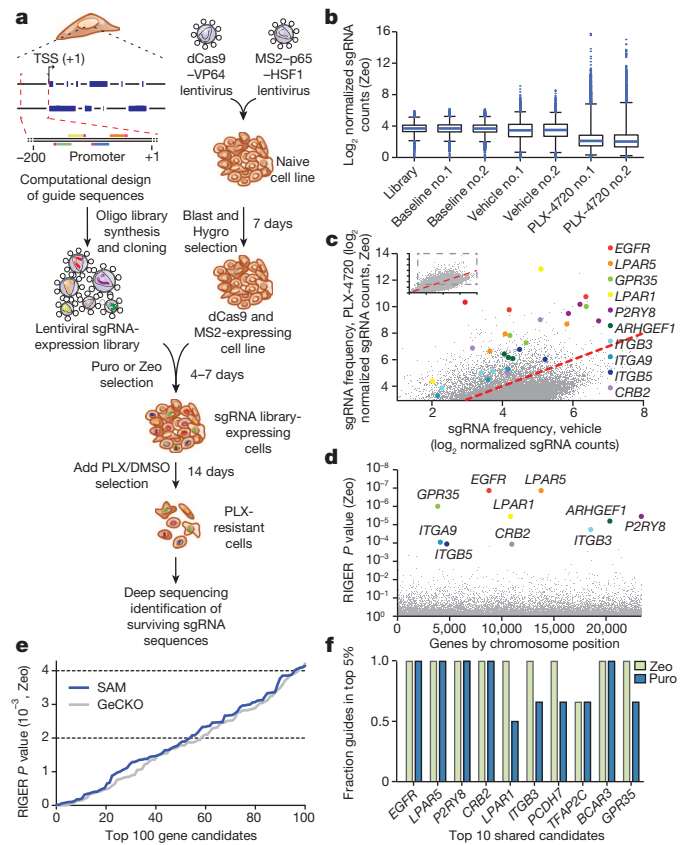 a
TSS (+1)
–200
Promoter
+1
Computational design
of guide sequences
Oligo library
synthesis
and cloning
Lentiviral sgRNA-
expression library
dCas9
–VP64
lentivirus
MS2–p65
–HSF1
lentivirus
Naive
cell line
Blast and
Hygro
selection
7 days
dCas9 and
MS2-expressing
cell line
Puro or Zeo
selection
4–7 days
sgRNA library-
expressing
cells
Add PLX/DMSO
selection
14 days
PLX-
resistant
cells
Deep sequencing
identification of
surviving sgRNA
sequences
b
Log2 normalized sgRNA
counts (Zeo)
16
12
8
4
0
Library
Baseline no.1
Baseline no.2
Vehicle no.1
Vehicle no.2
PLX-4720 no.1
PLX-4720 no.2
c
sgRNA frequency, PLX-4720 (log2
normalized sgRNA counts, Zeo)
14
12
10
8
6
4
0
2
4
6
8
sgRNA frequency, vehicle
(log2 normalized sgRNA counts)
EGFR
LPAR5
GPR35
LPAR1
P2RY8
ARHGEF1
ITGB3
ITGA9
ITGB5
CRB2
d
RIGER P value (Zeo)
10–8
10–7
10–6
10–5
10–4
10–3
10–2
10–1
100
GPR35
EGFR
LPAR5
LPAR1
ARHGEF1
P2RY8
ITGA9
ITGB5
CRB2
ITGB3
0
5,000
10,000
15,000
20,000
Genes by chromosome position
e
RIGER P value (10–3, Zeo)
4
3
2
1
0
SAM
GeCKO
0
20
40
60
80
100
Top 100 gene candidates
f
Fraction guides in top 5%
1.0
0.5
0
Zeo
Puro
EGFR
LPAR5
P2RY8
CRB2
LPAR1
ITGB3
PCDH7
TFAP2C
BCAR3
GPR35
Top 10 shared candidates